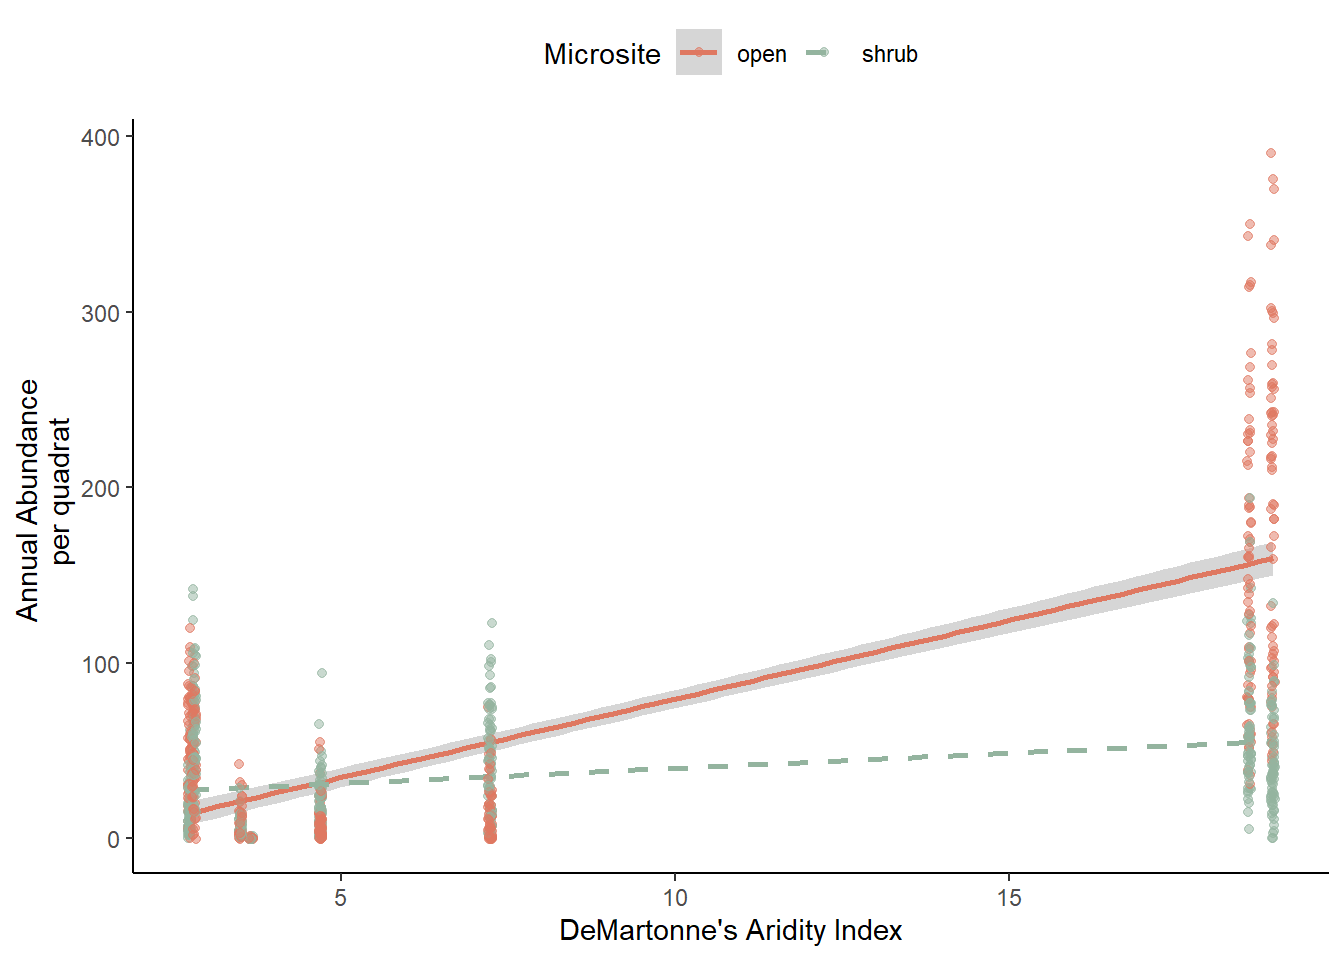 Microsite open shrub
400
300
200
100
0
Annual Abundance
per quadrat
5 10 15
DeMartonne's Aridity Index